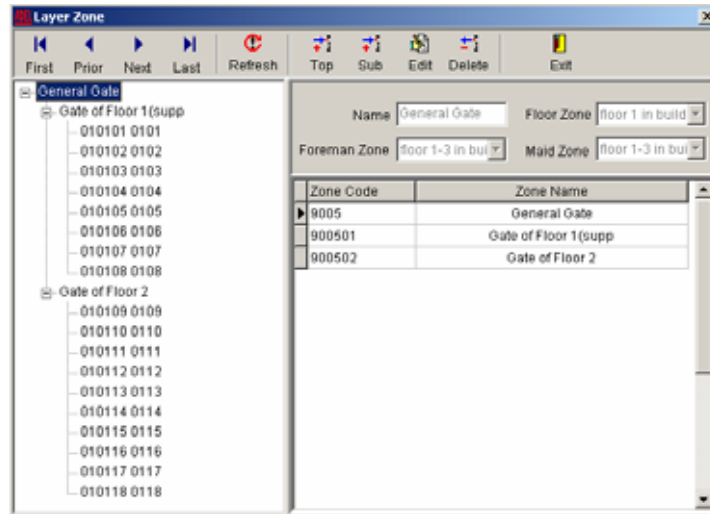 Layer Zone
First Prior Next Last Refresh Top Sub Edit Delete Exit
General Gate
Gate of Floor 1(supp
010101 0101
010102 0102
010103 0103
010104 0104
010105 0105
010106 0106
010107 0107
010108 0108
Gate of Floor 2
010109 0109
010110 0110
010111 0111
010112 0112
010113 0113
010114 0114
010115 0115
010116 0116
010117 0117
010118 0118
Name General Gate Floor Zone floor 1 in build
Foreman Zone floor 1-3 in bui Maid Zone floor 1-3 in bui
Zone Code Zone Name
9005 General Gate
900501 Gate of Floor 1(supp
900502 Gate of Floor 2